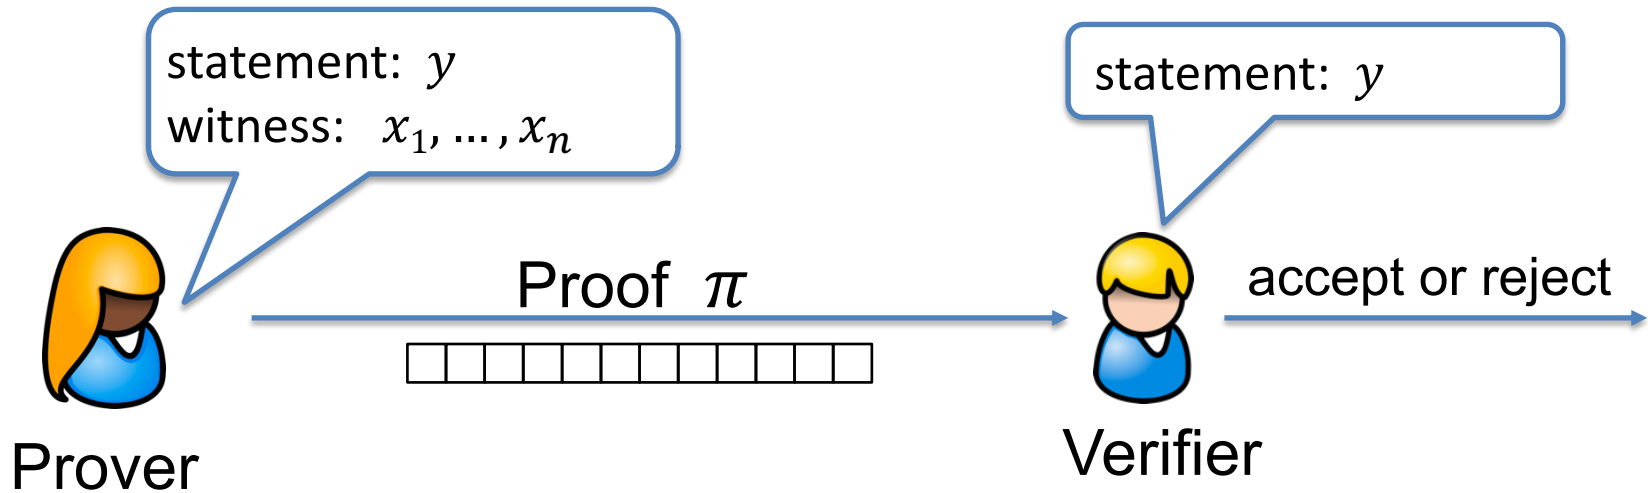 statement: y
witness: x₁, … , xₙ
statement: y
Proof π
accept or reject
Prover
Verifier